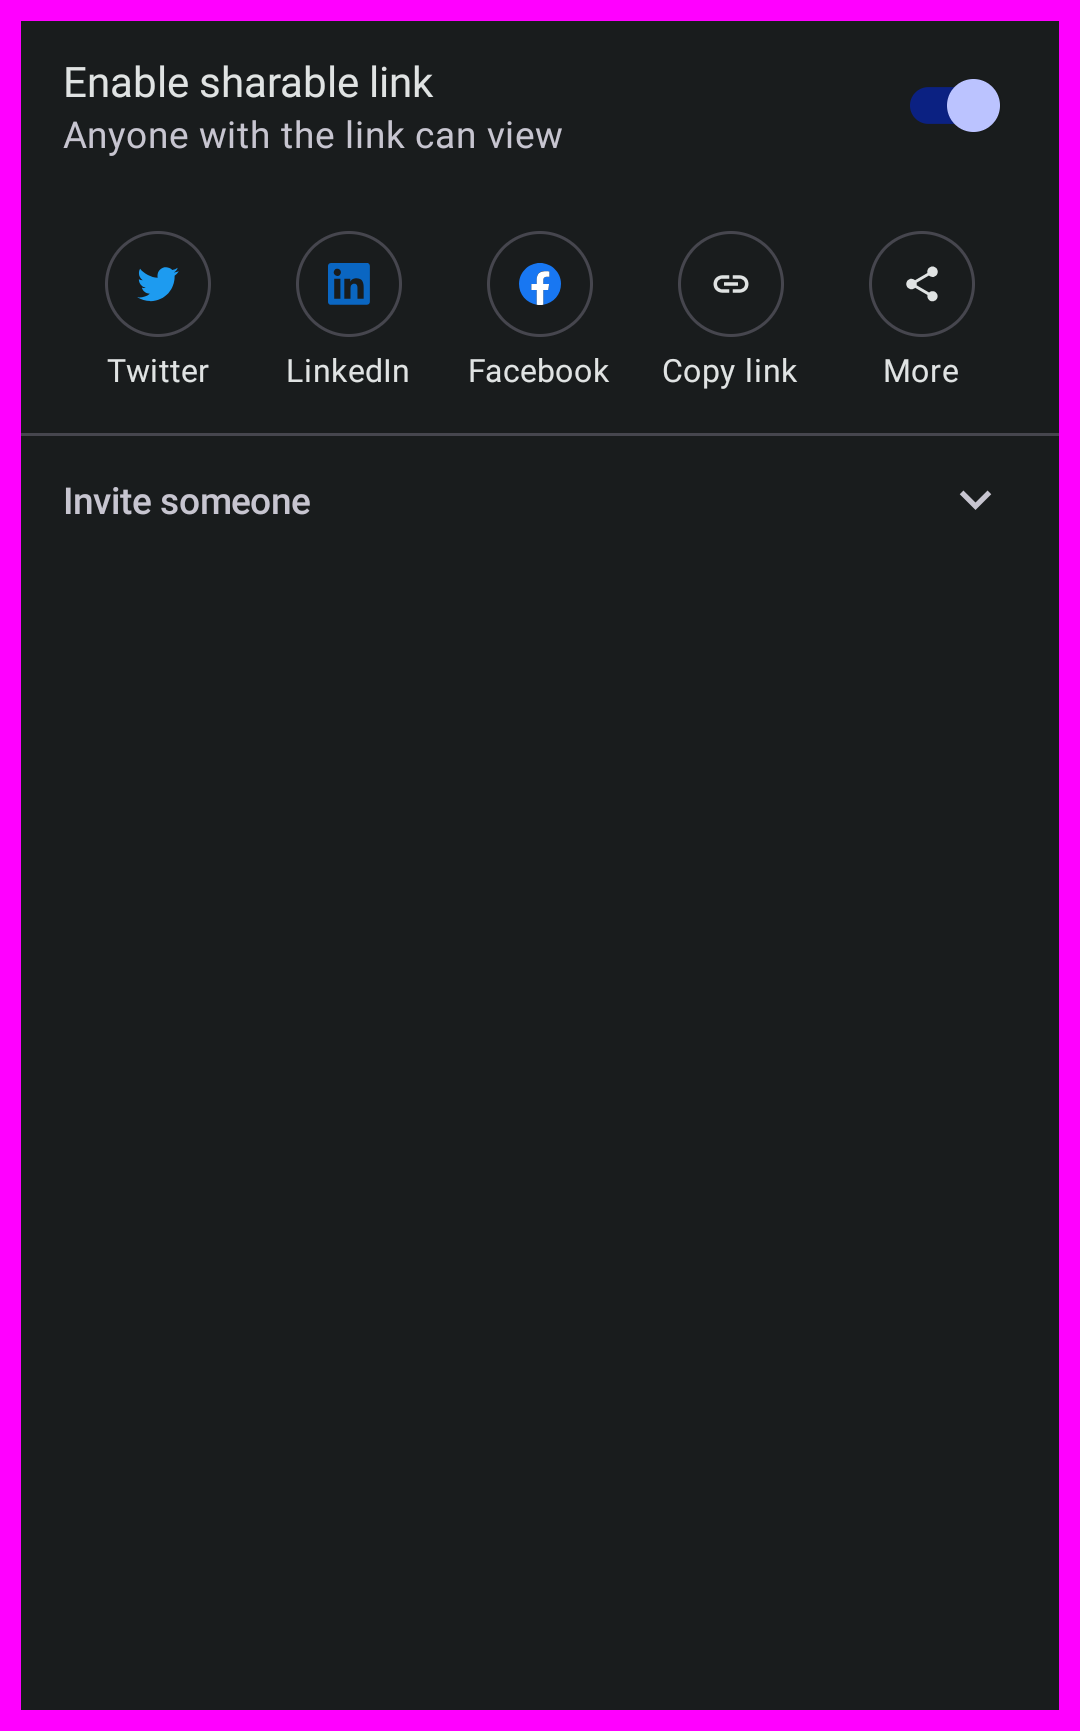 Enable sharable link
Anyone with the link can view
Twitter
LinkedIn
Facebook
Copy link
More
Invite someone